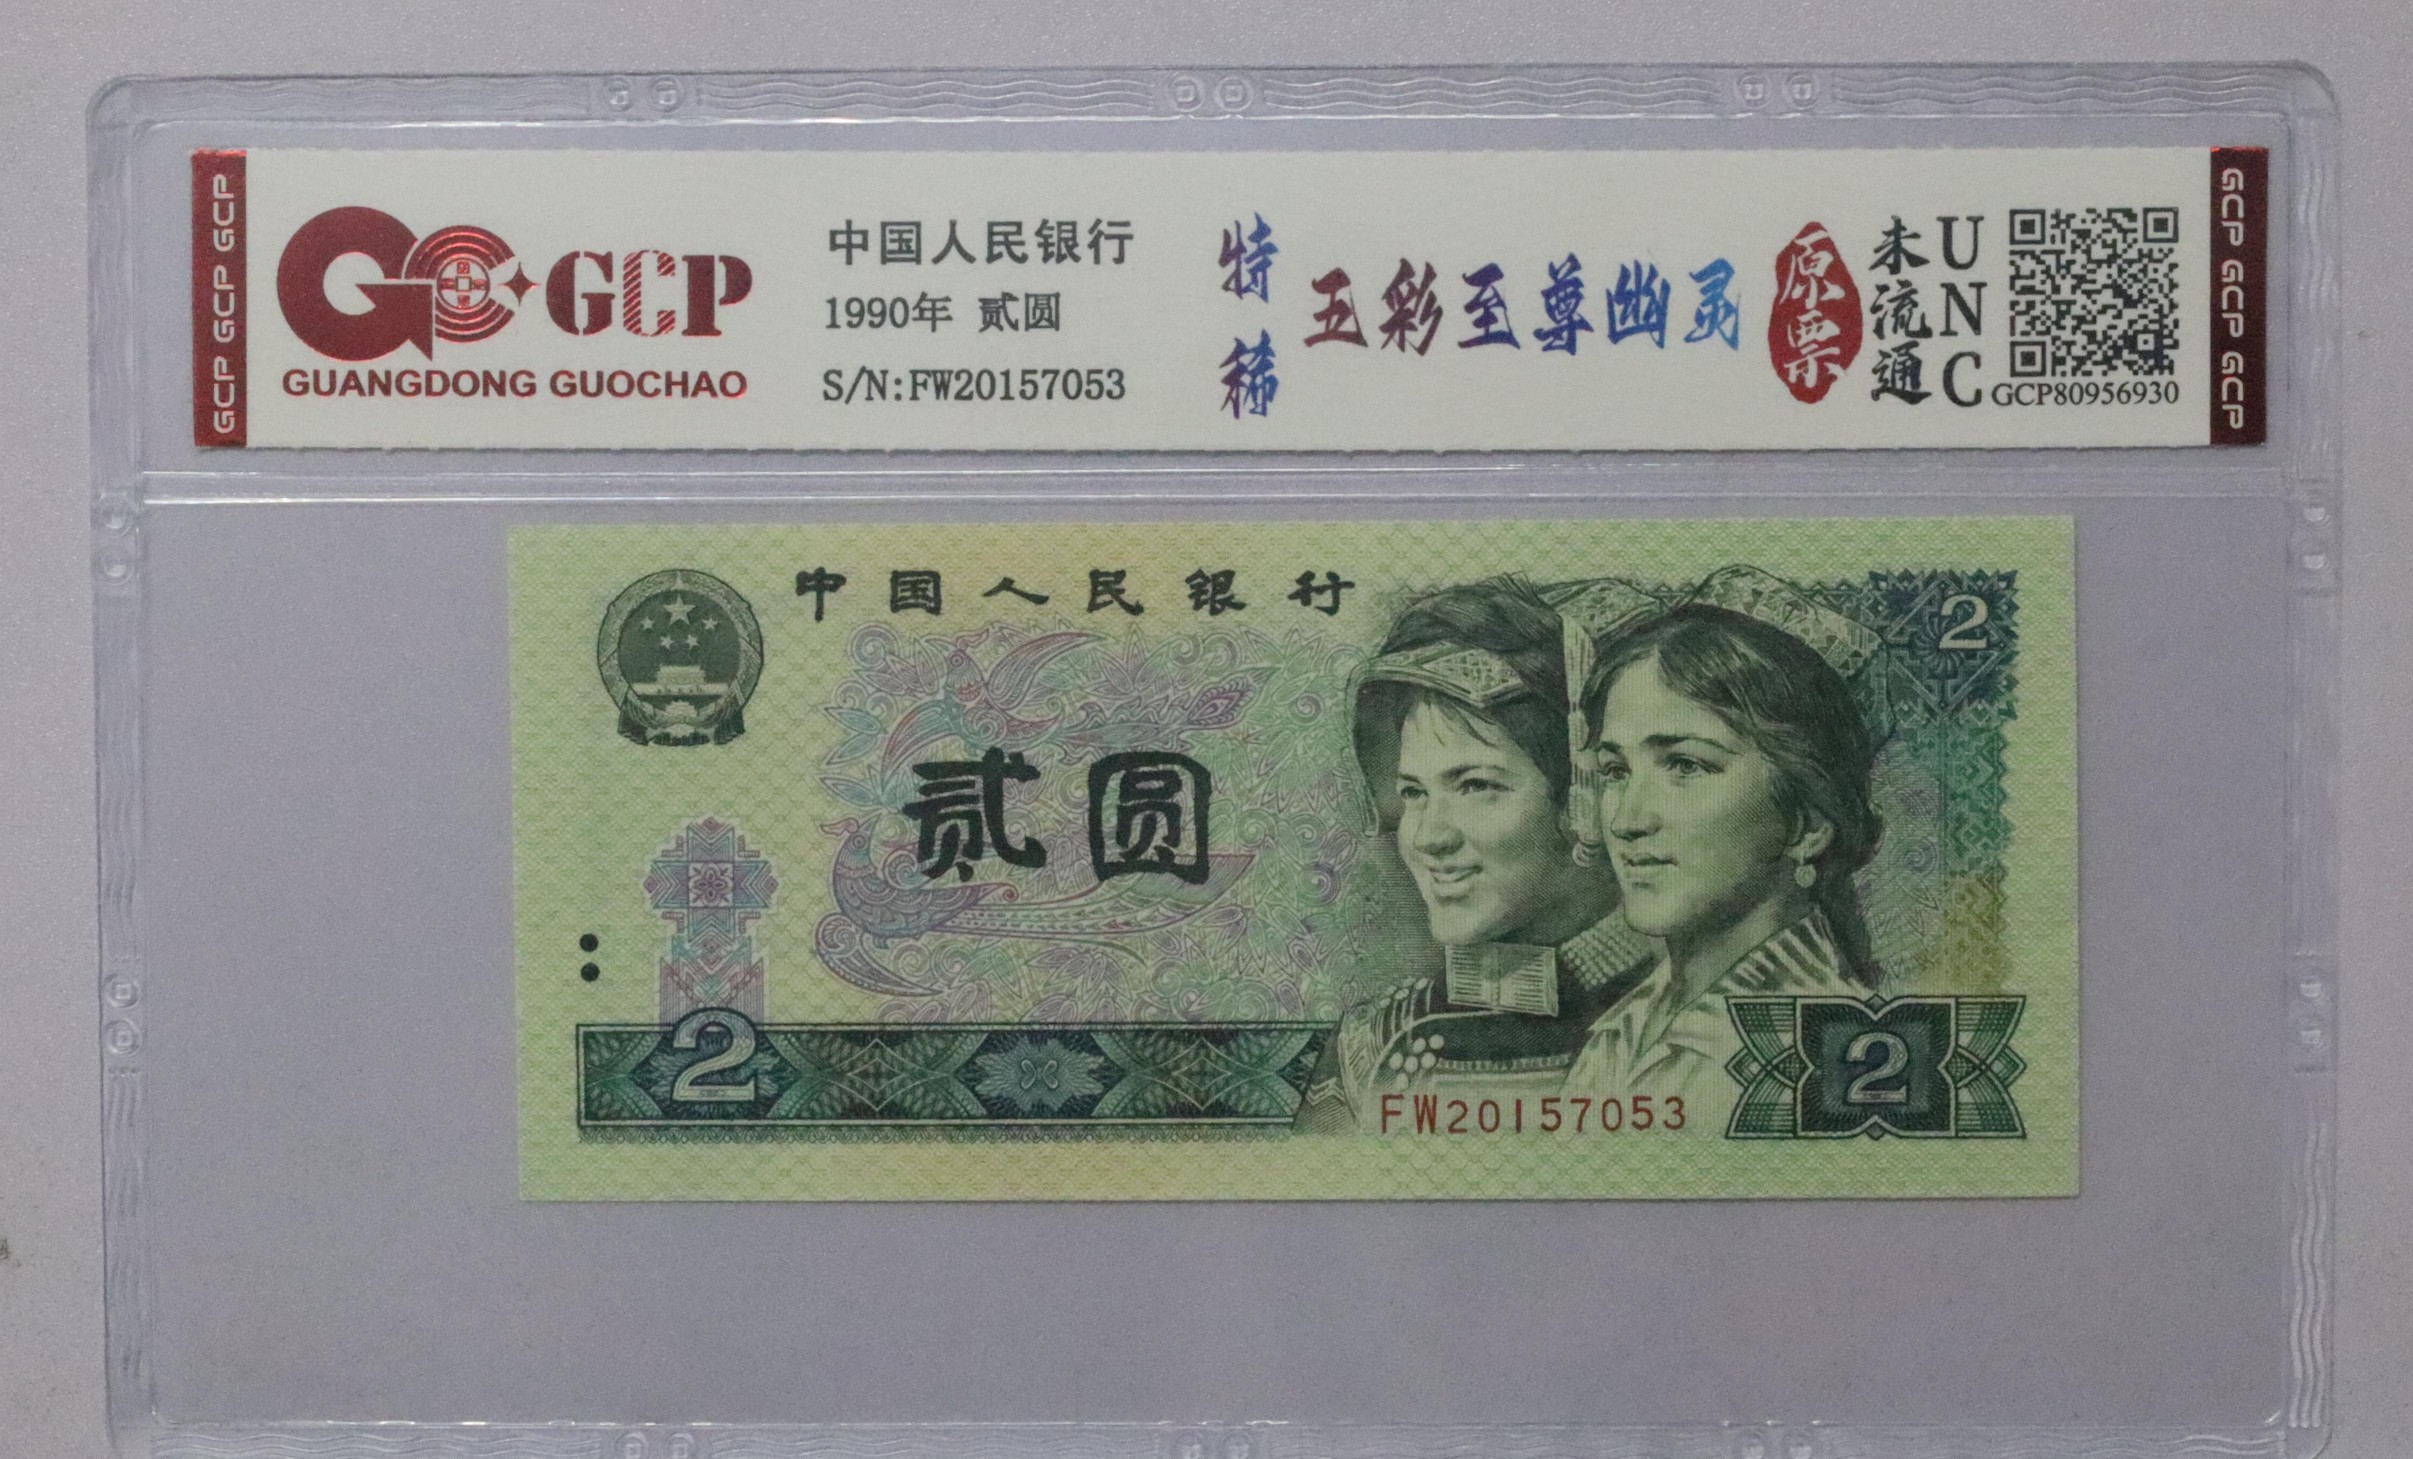 GCP GCP GCP
GCP
GUANGDONG GUOCHAO
中国人民银行
1990年 贰圆
S/N:FW20157053
特稀
五彩至尊幽灵
原票
未流通
UNC
GCP80956930
GCP GCP GCP
中国人民银行
2
贰圆
2
FW20157053
2